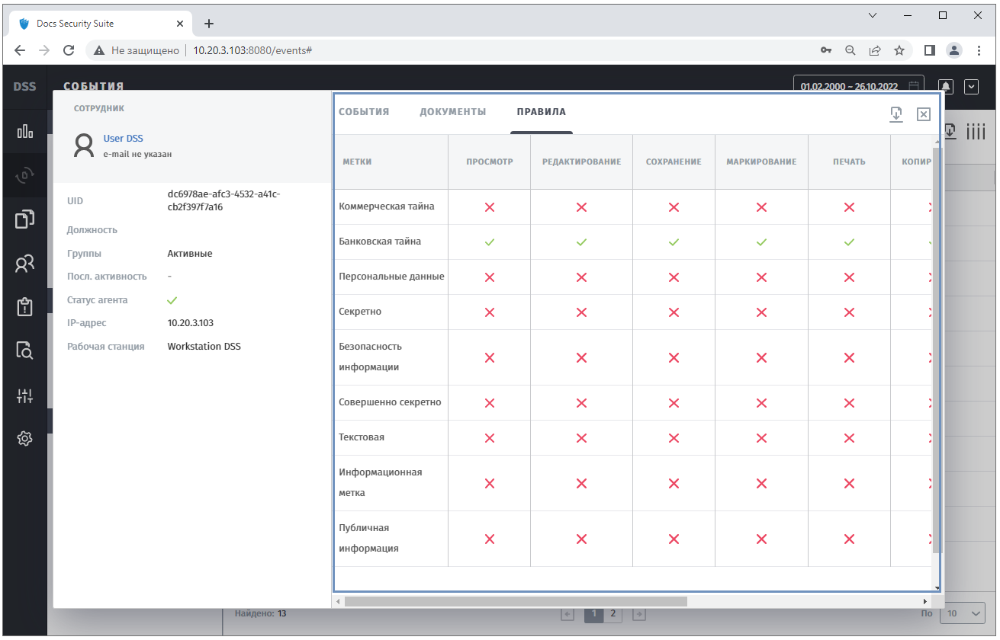 Docs Security Suite
Не защищено
10.20.3.103:8080/events#
DSS
СОБЫТИЯ
01.02.2000 ~ 26.10.2022
СОТРУДНИК
User DSS
e-mail не указан
UID
dc6978ae-afc3-4532-a41c-
cb2f397f7a16
Должность
Группы
Активные
Посл. активность
-
Статус агента
IP-адрес
10.20.3.103
Рабочая станция
Workstation DSS
СОБЫТИЯ
ДОКУМЕНТЫ
ПРАВИЛА
МЕТКИ
ПРОСМОТР
РЕДАКТИРОВАНИЕ
СОХРАНЕНИЕ
МАРКИРОВАНИЕ
ПЕЧАТЬ
КОПИР
Коммерческая тайна
Банковская тайна
Персональные данные
Секретно
Безопасность
информации
Совершенно секретно
Текстовая
Информационная
метка
Публичная
информация
Найдено: 13
1
2
По
10